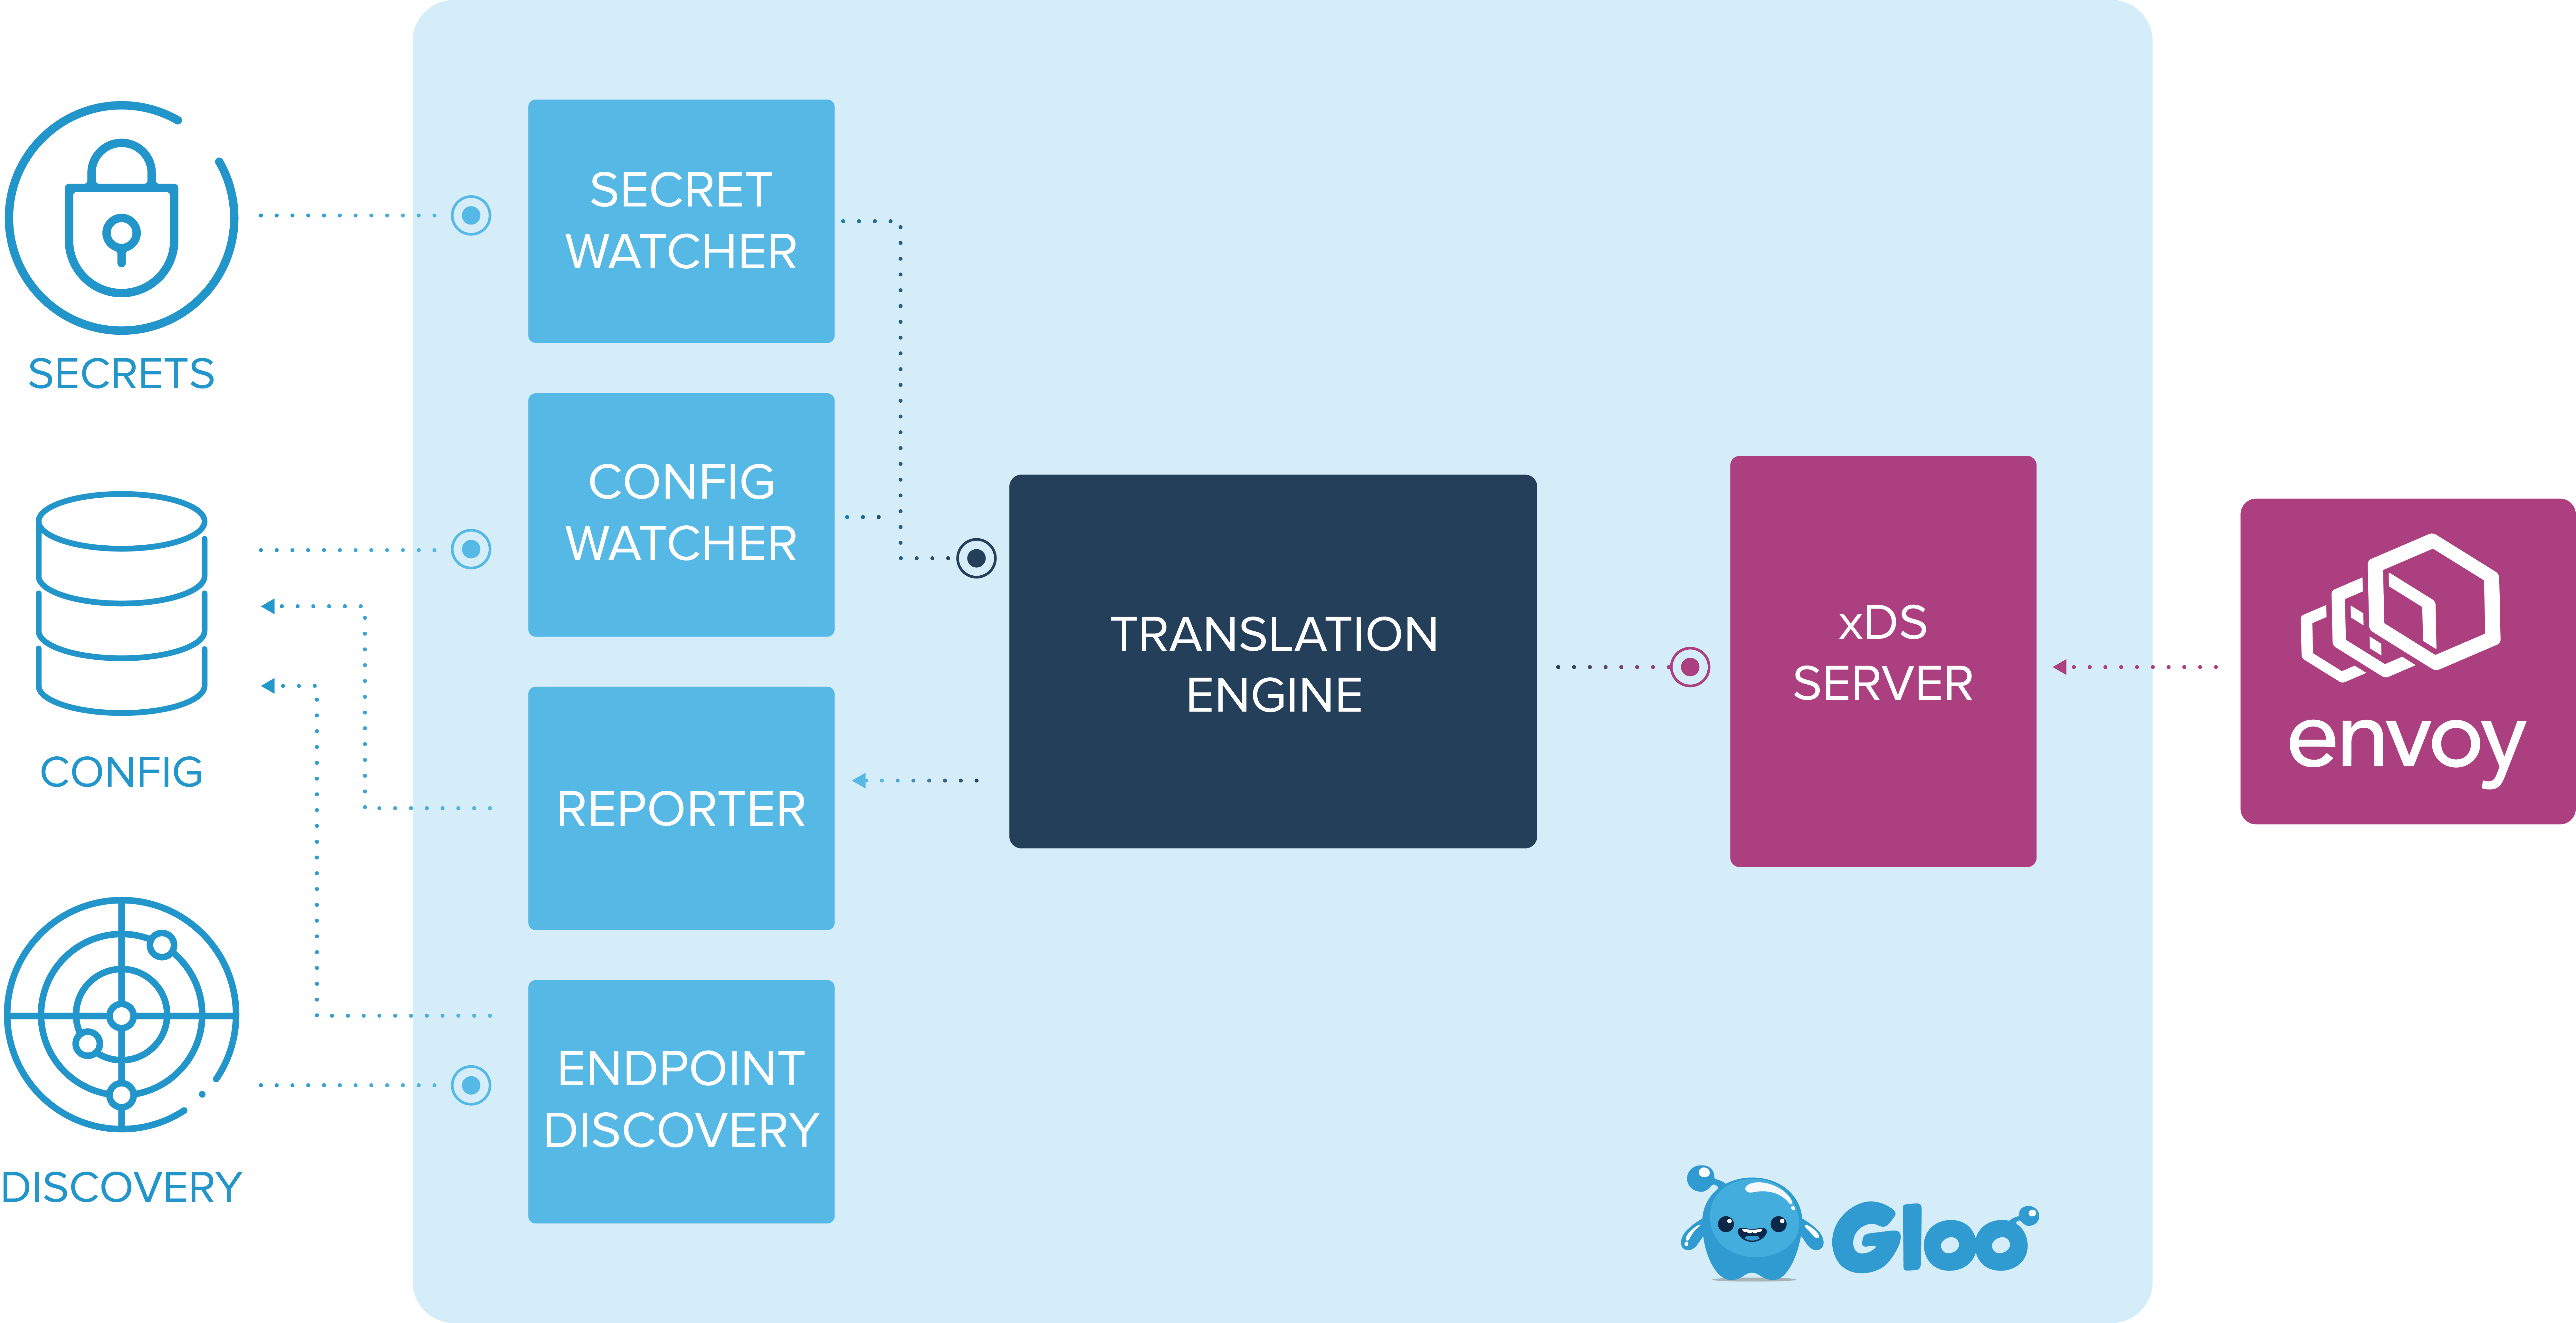 SECRETS
CONFIG
DISCOVERY
SECRET
WATCHER
CONFIG
WATCHER
REPORTER
ENDPOINT
DISCOVERY
TRANSLATION
ENGINE
xDS
SERVER
envoy
Gloo